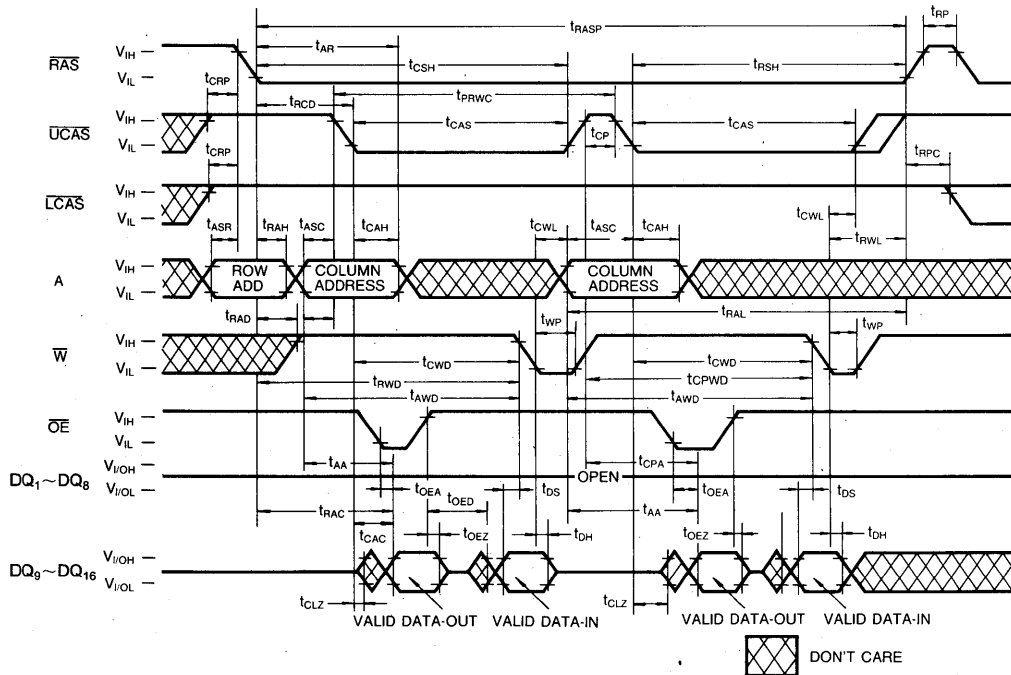 tRASP
tRP
tAR
VIH
RAS
VIL
tCSH
tRSH
tCRP
tPRWC
tRCD
VIH
UCAS
VIL
tCAS
tCP
tCAS
tCRP
tRPC
VIH
LCAS
VIL
tCWL
tASR
tRAH
tASC
tCAH
tCWL
tASC
tCAH
tRWL
VIH
A
VIL
ROW ADD
COLUMN ADDRESS
COLUMN ADDRESS
tRAL
tRAD
tWP
tWP
VIH
W
VIL
tCWD
tCWD
tRWD
tCPWD
tAWD
tAWD
VIH
OE
VIL
tAA
tCPA
VI/OH
DQ1~DQ8
VI/OL
OPEN
tOEA
tOED
tDS
tOEA
tDS
tRAC
tAA
tCAC
tOEZ
tDH
tOEZ
tDH
VI/OH
DQ9~DQ16
VI/OL
tCLZ
tCLZ
VALID DATA-OUT
VALID DATA-IN
VALID DATA-OUT
VALID DATA-IN
DON'T CARE